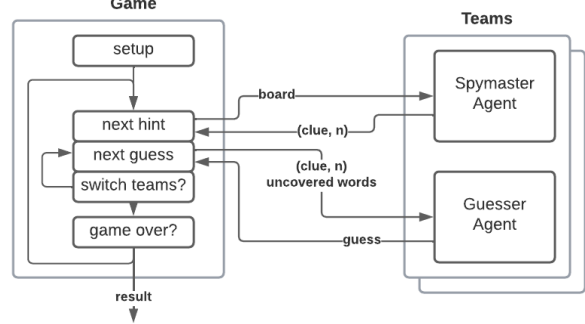 Game
Teams
setup
next hint
next guess
switch teams?
game over?
result
board
(clue, n)
(clue, n)
uncovered words
guess
Spymaster
Agent
Guesser
Agent